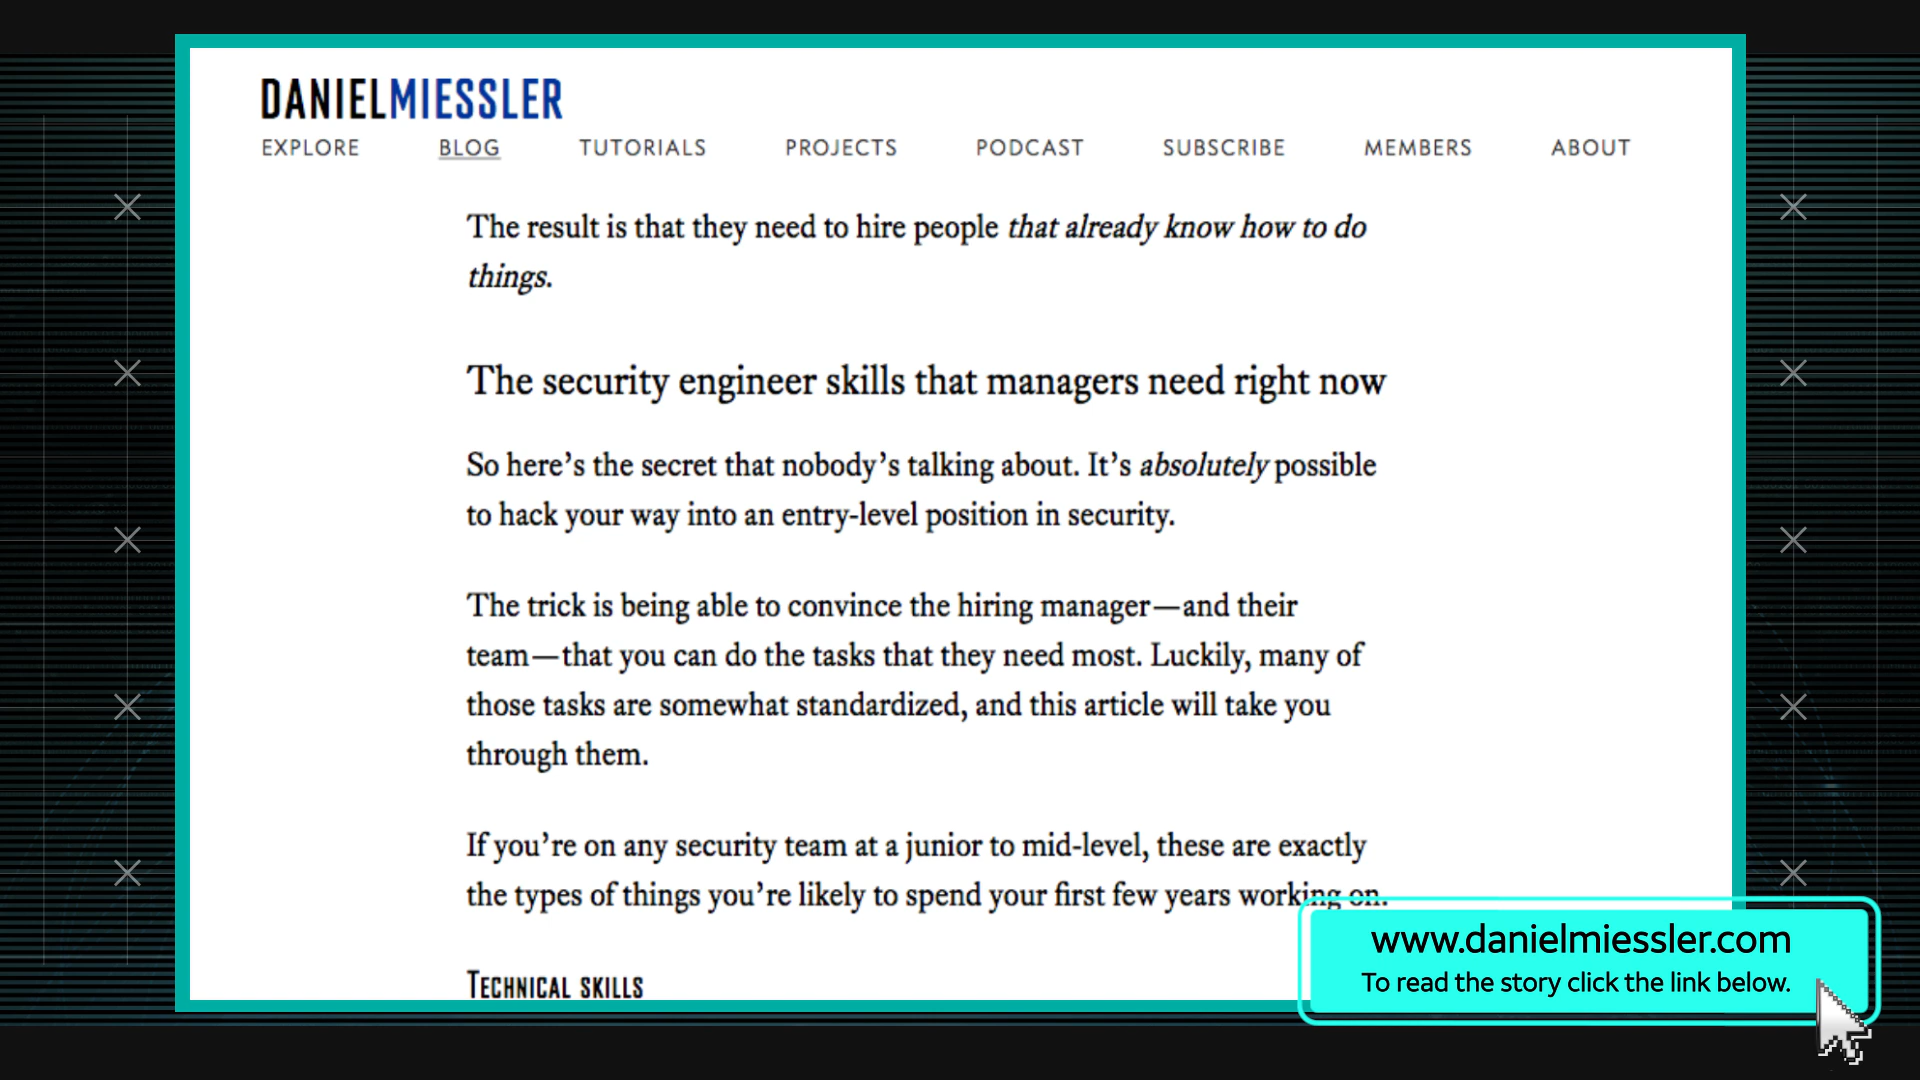 DANIELMIESSLER
EXPLORE BLOG TUTORIALS PROJECTS PODCAST SUBSCRIBE MEMBERS ABOUT
The result is that they need to hire people that already know how to do
things.
The security engineer skills that managers need right now
So here’s the secret that nobody’s talking about. It’s absolutely possible
to hack your way into an entry-level position in security.
The trick is being able to convince the hiring manager—and their
team—that you can do the tasks that they need most. Luckily, many of
those tasks are somewhat standardized, and this article will take you
through them.
If you’re on any security team at a junior to mid-level, these are exactly
the types of things you’re likely to spend your first few years working on.
TECHNICAL SKILLS
www.danielmiessler.com
To read the story click the link below.